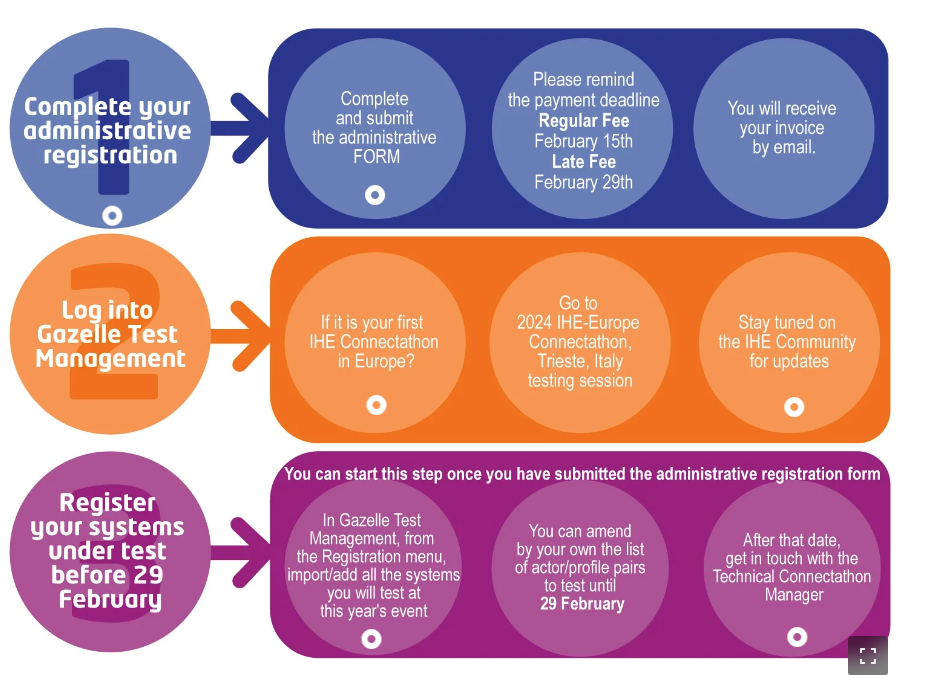 1
Complete your
administrative
registration
Complete
and submit
the administrative
FORM
Please remind
the payment deadline
Regular Fee
February 15th
Late Fee
February 29th
You will receive
your invoice
by email.
2
Log into
Gazelle Test
Management
If it is your first
IHE Connectathon
in Europe?
Go to
2024 IHE-Europe
Connectathon,
Trieste, Italy
testing session
Stay tuned on
the IHE Community
for updates
3
Register
your systems
under test
before 29
February
You can start this step once you have submitted the administrative registration form
In Gazelle Test
Management, from
the Registration menu,
import/add all the systems
you will test at
this year's event
You can amend
by your own the list
of actor/profile pairs
to test until
29 February
After that date,
get in touch with the
Technical Connectathon
Manager